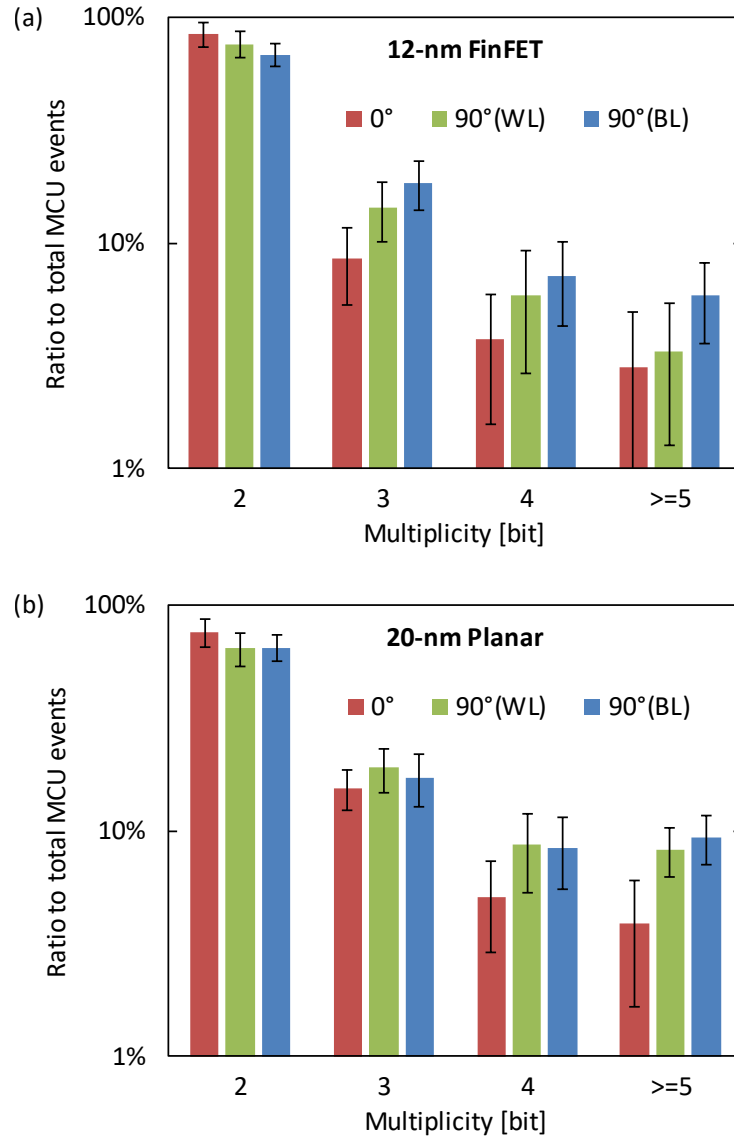 (a)
100%
12-nm FinFET
0° 90°(WL) 90°(BL)
10%
1%
Ratio to total MCU events
2 3 4 >=5
Multiplicity [bit]
(b)
100%
20-nm Planar
0° 90°(WL) 90°(BL)
10%
1%
Ratio to total MCU events
2 3 4 >=5
Multiplicity [bit]